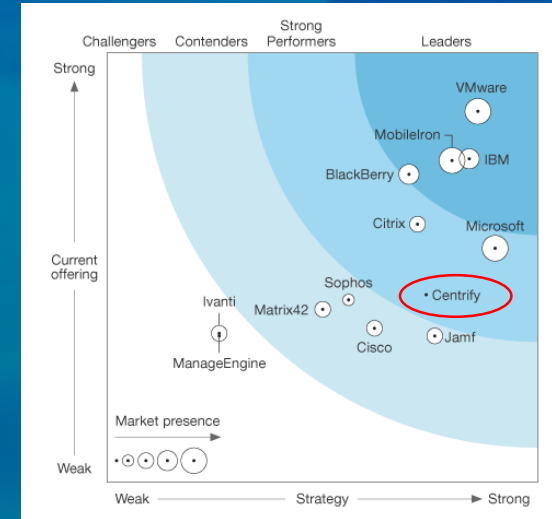 Challengers Contenders Strong Performers Leaders
Strong
VMware
MobileIron
IBM
BlackBerry
Citrix
Microsoft
Current offering
Sophos
Centrify
Ivanti
Matrix42
Cisco
Jamf
ManageEngine
Market presence
Weak
Weak Strategy Strong